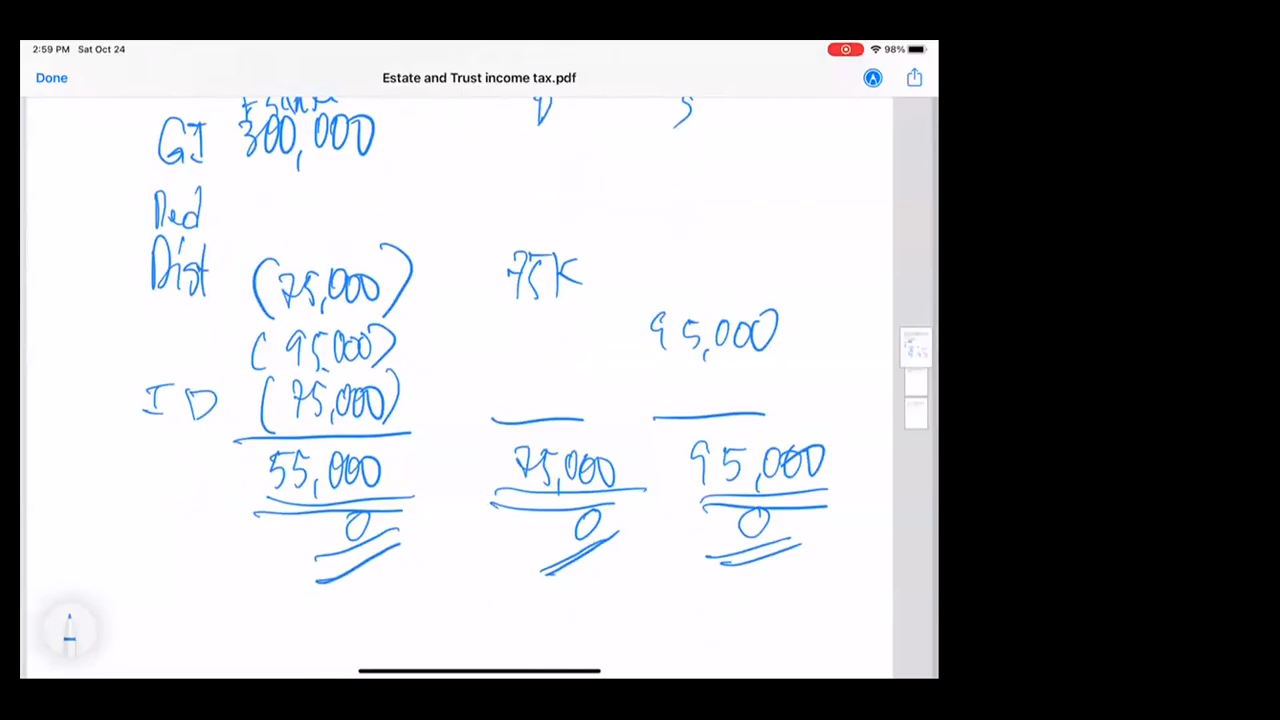 2:59 PM Sat Oct 24 98%
Done Estate and Trust income tax.pdf
GI 300,000
Ded
Dist (75,000) 75K
(95,000) 95,000
ID (75,000)
55,000 75,000 95,000
0 0 0